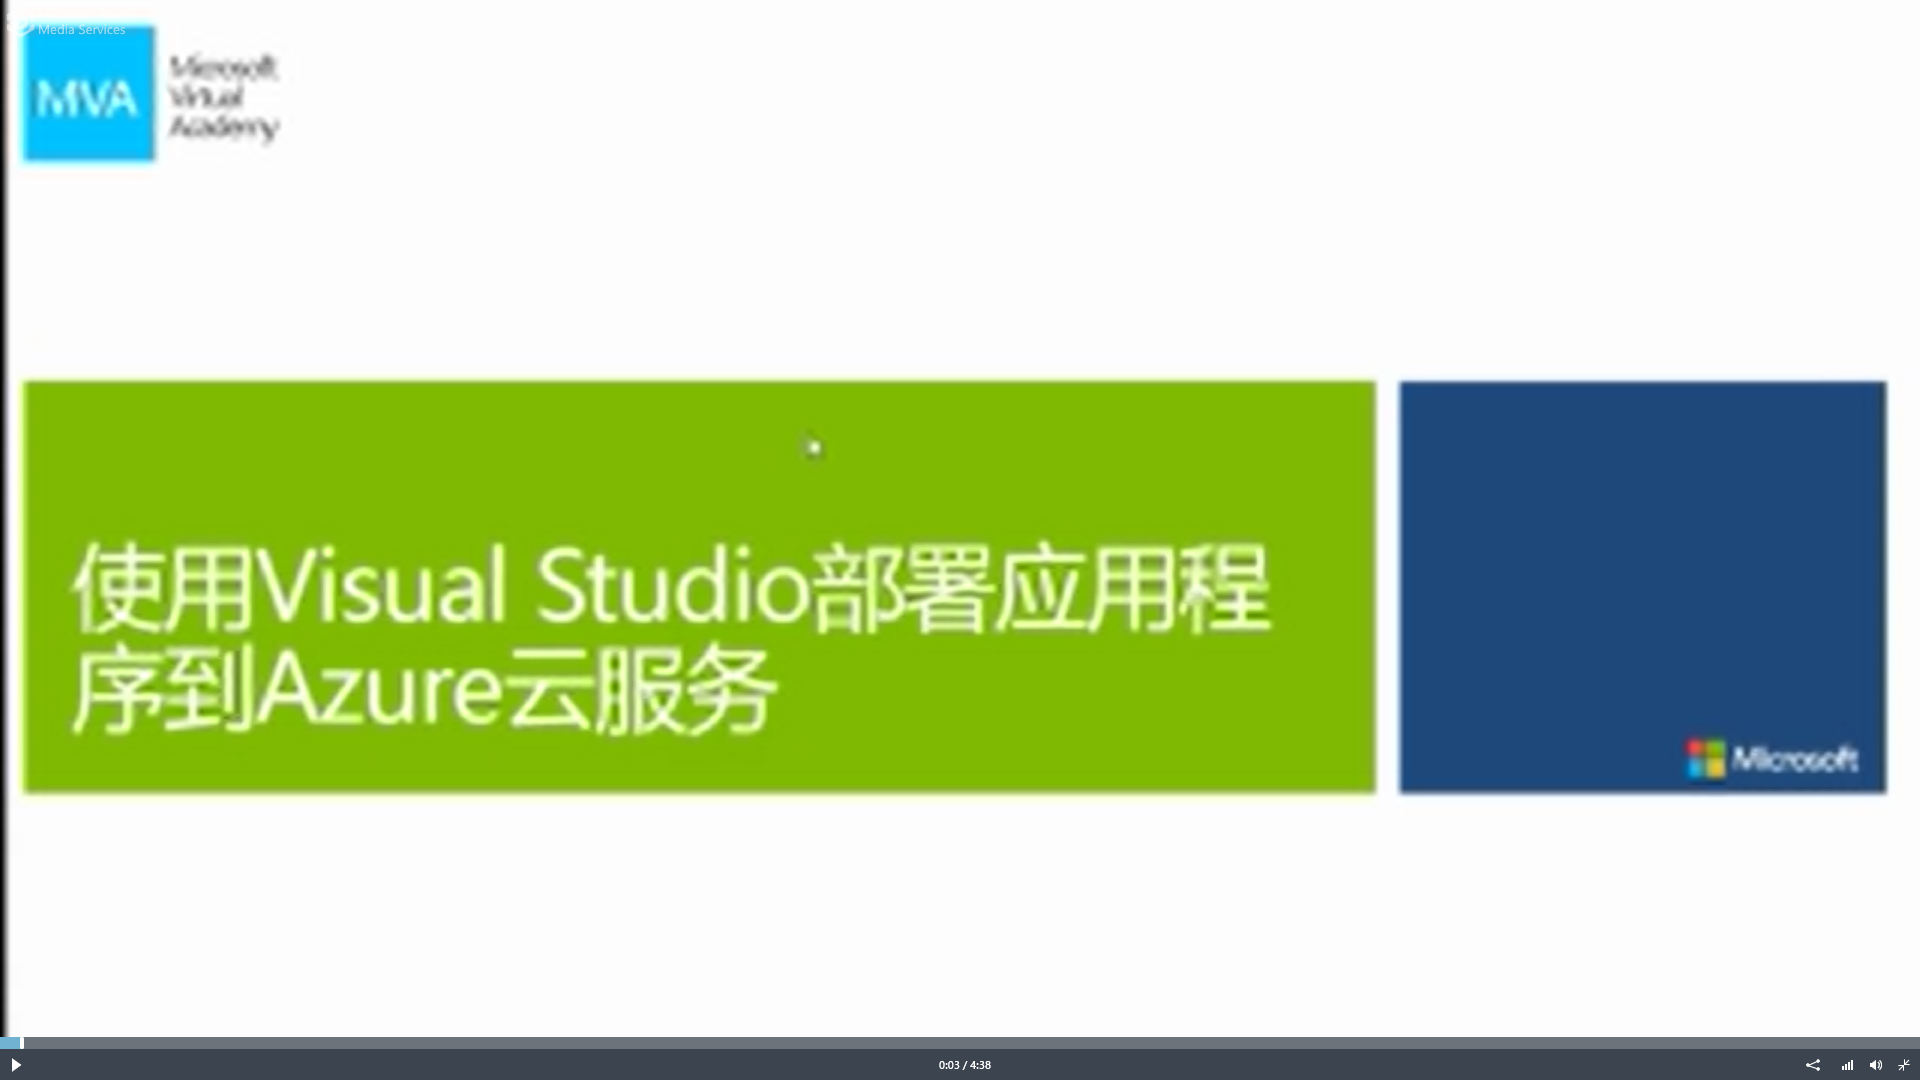 Media Services
MVA
Microsoft
Virtual
Academy
使用Visual Studio部署应用程
序到Azure云服务
Microsoft
0:03 / 4:38